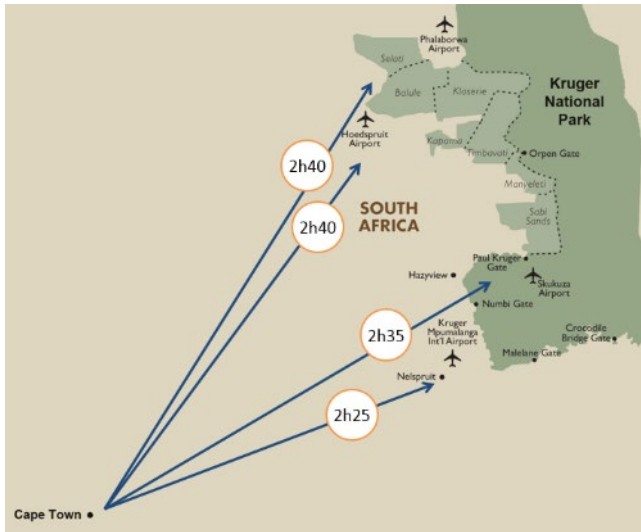 Phalaborwa
Airport
Selati
Balule
Klaserie
Kruger
National
Park
Hoedspruit
Airport
Kapama
Timbavati
Orpen Gate
2h40
Manyeleti
2h40
SOUTH
AFRICA
Sabi
Sands
Paul Kruger
Gate
Hazyview
Skukuza
Airport
Numbi Gate
2h35
Kruger
Mpumalanga
Int'l Airport
Crocodile
Bridge Gate
Malelane Gate
Nelspruit
2h25
Cape Town